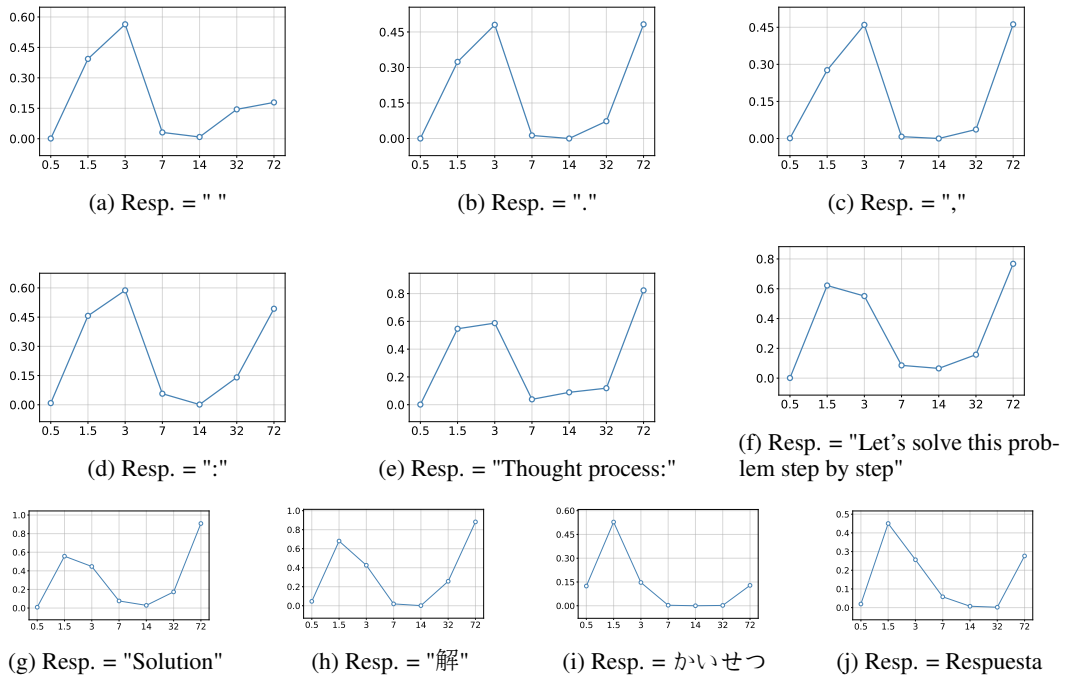 0.60
0.45
0.30
0.15
0.00
0.5 1.5 3 7 14 32 72
(a) Resp. = " "
0.45
0.30
0.15
0.00
0.5 1.5 3 7 14 32 72
(b) Resp. = "."
0.45
0.30
0.15
0.00
0.5 1.5 3 7 14 32 72
(c) Resp. = ","
0.60
0.45
0.30
0.15
0.00
0.5 1.5 3 7 14 32 72
(d) Resp. = ":"
0.8
0.6
0.4
0.2
0.0
0.5 1.5 3 7 14 32 72
(e) Resp. = "Thought process:"
0.8
0.6
0.4
0.2
0.0
0.5 1.5 3 7 14 32 72
(f) Resp. = "Let's solve this prob-
lem step by step"
1.0
0.8
0.6
0.4
0.2
0.0
0.5 1.5 3 7 14 32 72
(g) Resp. = "Solution"
1.0
0.8
0.6
0.4
0.2
0.0
0.5 1.5 3 7 14 32 72
(h) Resp. = "解"
0.60
0.45
0.30
0.15
0.00
0.5 1.5 3 7 14 32 72
(i) Resp. = かいせつ
0.5
0.4
0.3
0.2
0.1
0.0
0.5 1.5 3 7 14 32 72
(j) Resp. = Respuesta